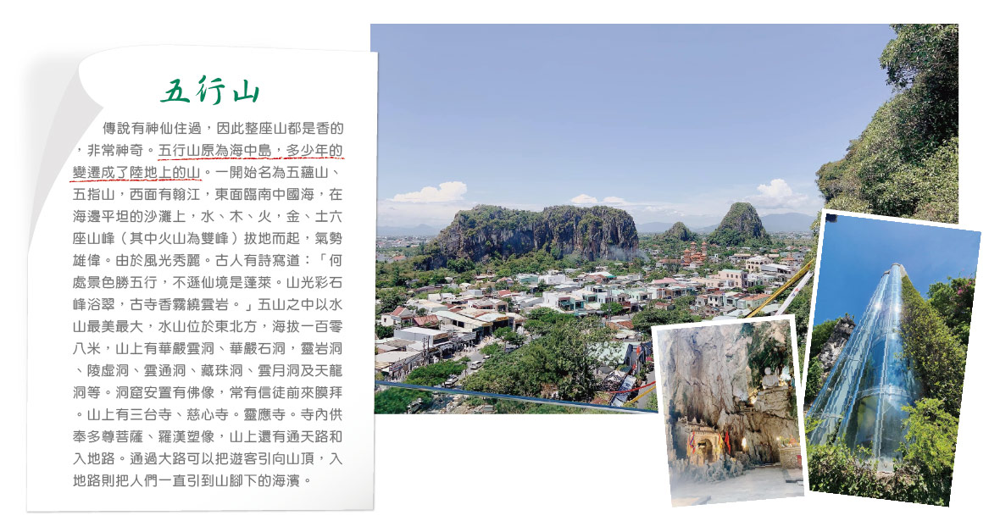 五行山
傳說有神仙住過，因此整座山都是香的
，非常神奇。五行山原為海中島，多少年的
變遷成了陸地上的山。一開始名為五蘊山、
五指山，西面有翰江，東面臨南中國海，在
海邊平坦的沙灘上，水、木、火，金、土六
座山峰（其中火山為雙峰）拔地而起，氣勢
雄偉。由於風光秀麗。古人有詩寫道：「何
處景色勝五行，不遜仙境是蓬萊。山光彩石
峰浴翠，古寺香霧繞雲岩。」五山之中以水
山最美最大，水山位於東北方，海拔一百零
八米，山上有華嚴雲洞、華嚴石洞，靈岩洞
、陵虛洞、雲通洞、藏珠洞、雲月洞及天龍
洞等。洞窟安置有佛像，常有信徒前來膜拜
。山上有三台寺、慈心寺。靈應寺。寺內供
奉多尊菩薩、羅漢塑像，山上還有通天路和
入地路。通過大路可以把遊客引向山頂，入
地路則把人們一直引到山腳下的海濱。